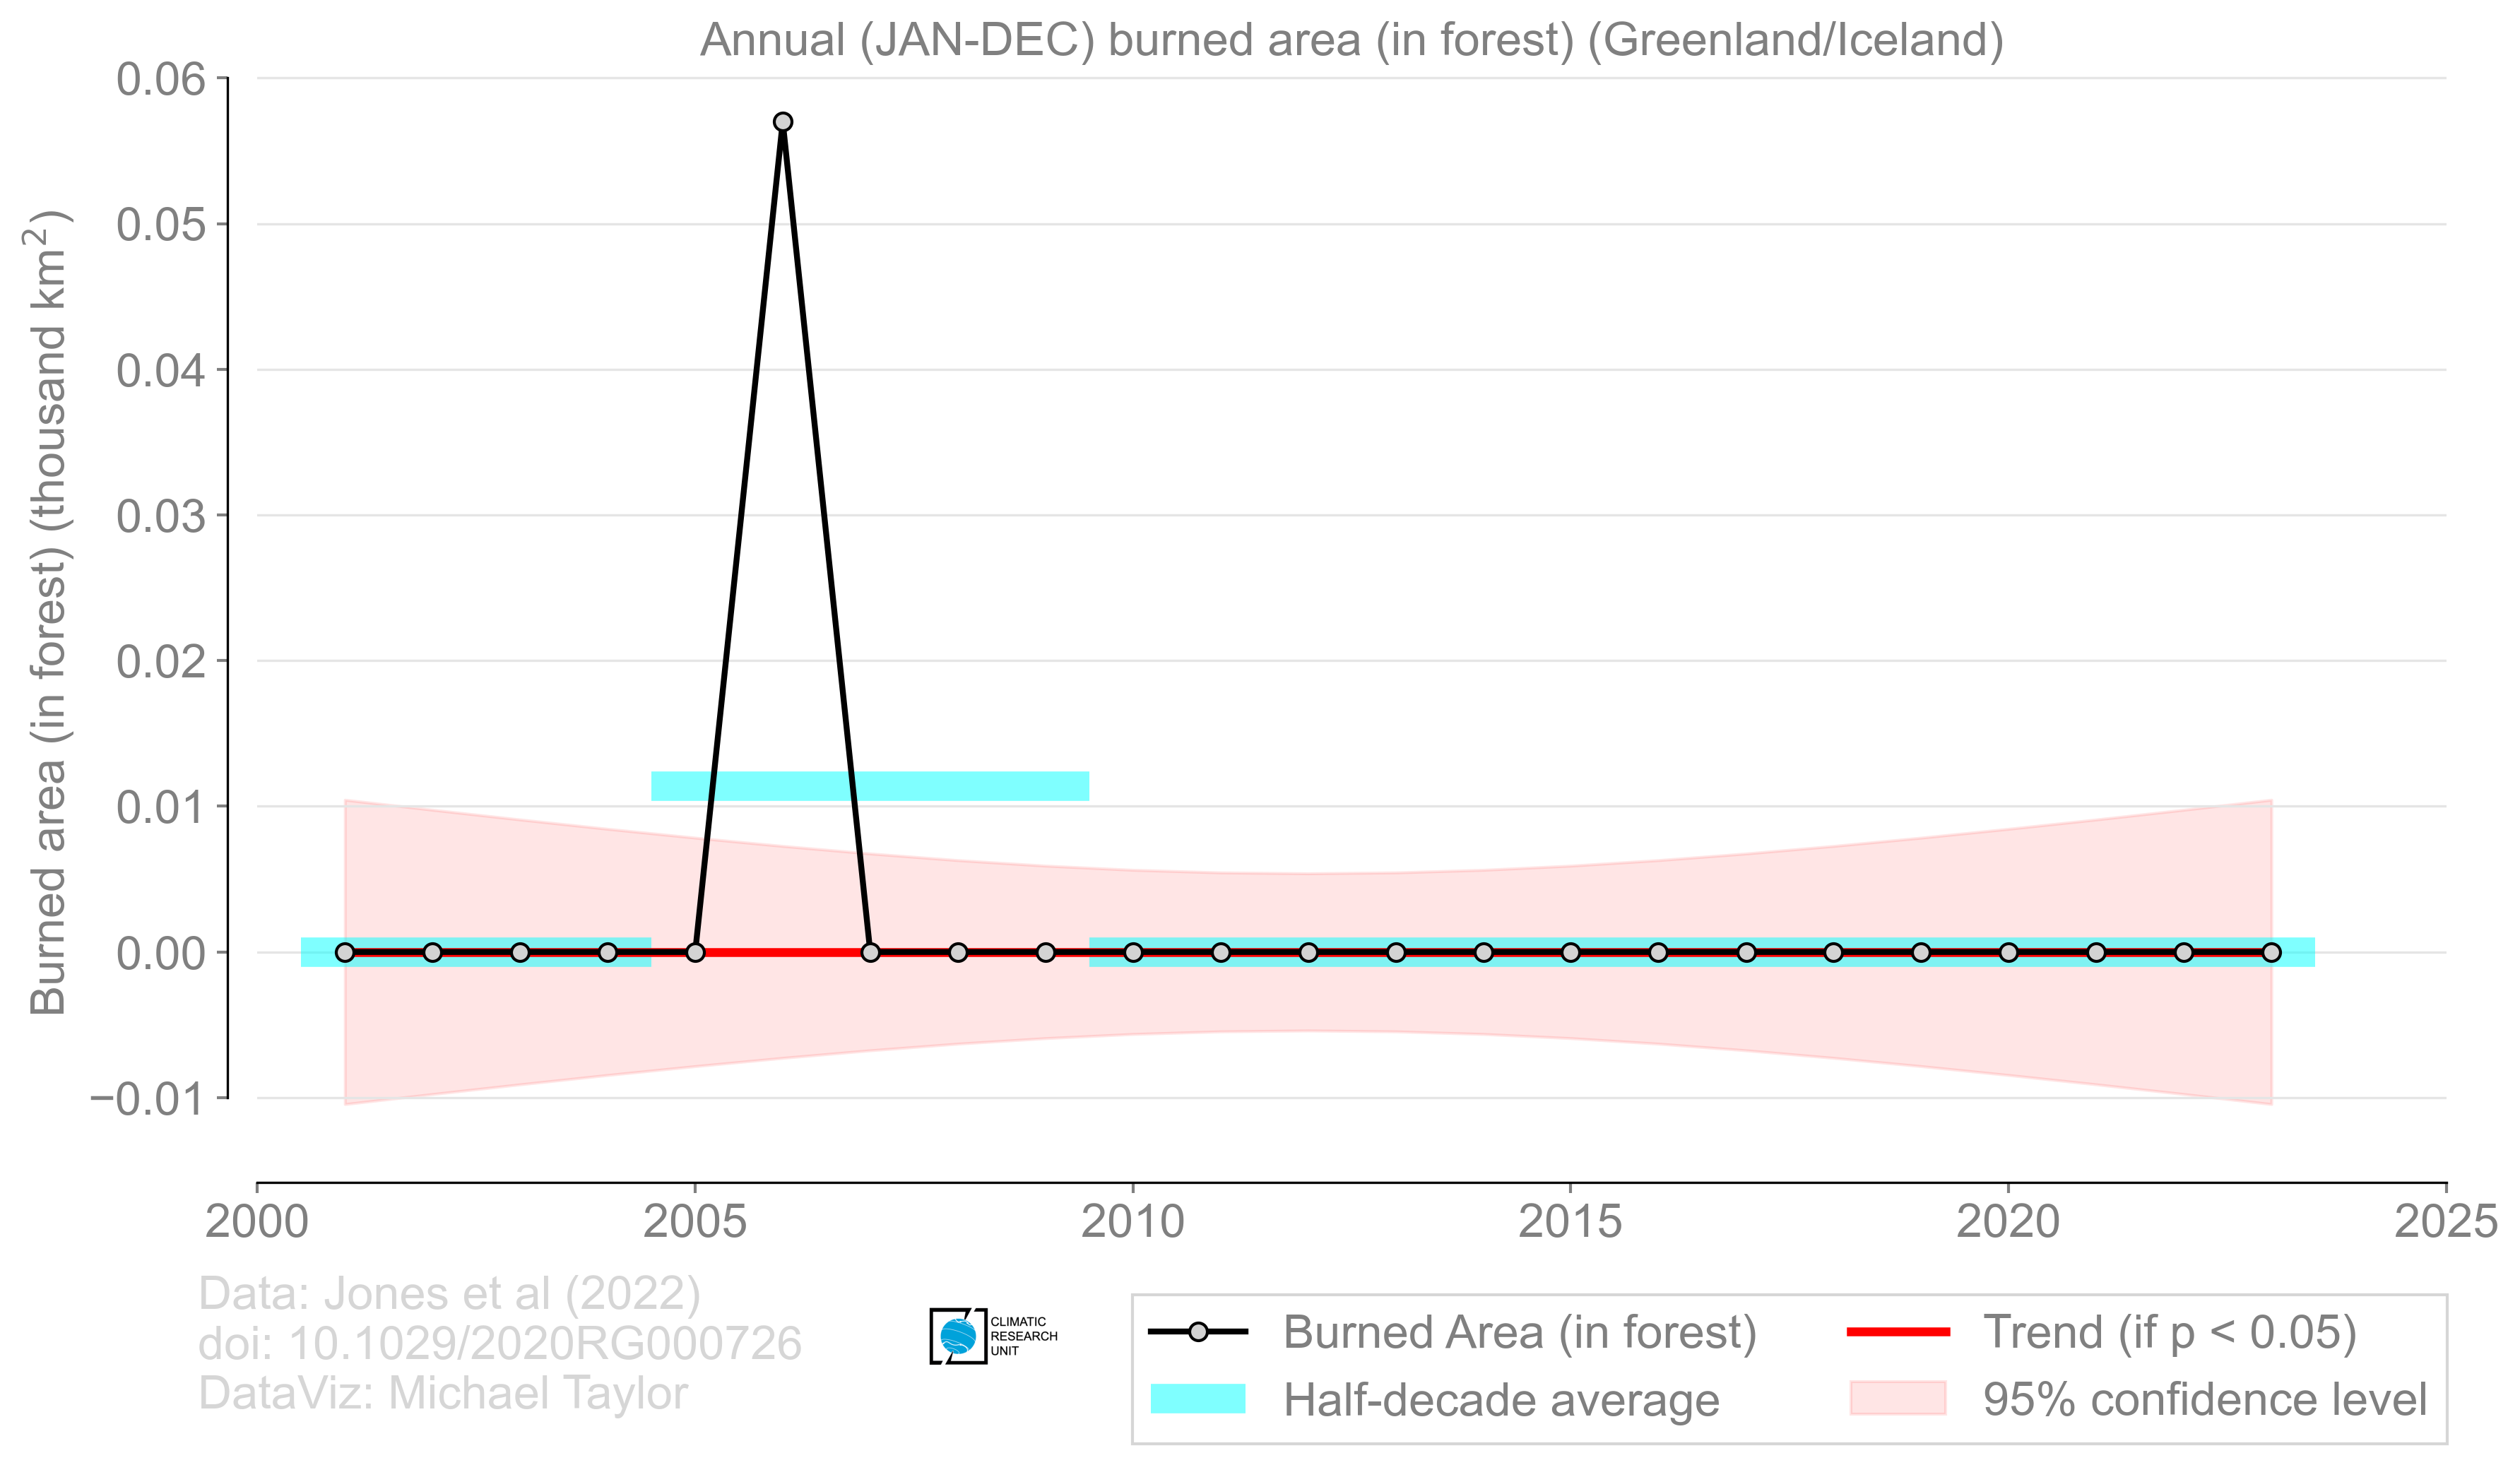 Annual (JAN-DEC) burned area (in forest) (Greenland/Iceland)
Burned area (in forest) (thousand km²)
0.06
0.05
0.04
0.03
0.02
0.01
0.00
−0.01
2000 2005 2010 2015 2020 2025
Data: Jones et al (2022)
doi: 10.1029/2020RG000726
DataViz: Michael Taylor
CLIMATIC
RESEARCH
UNIT
Burned Area (in forest)
Half-decade average
Trend (if p < 0.05)
95% confidence level